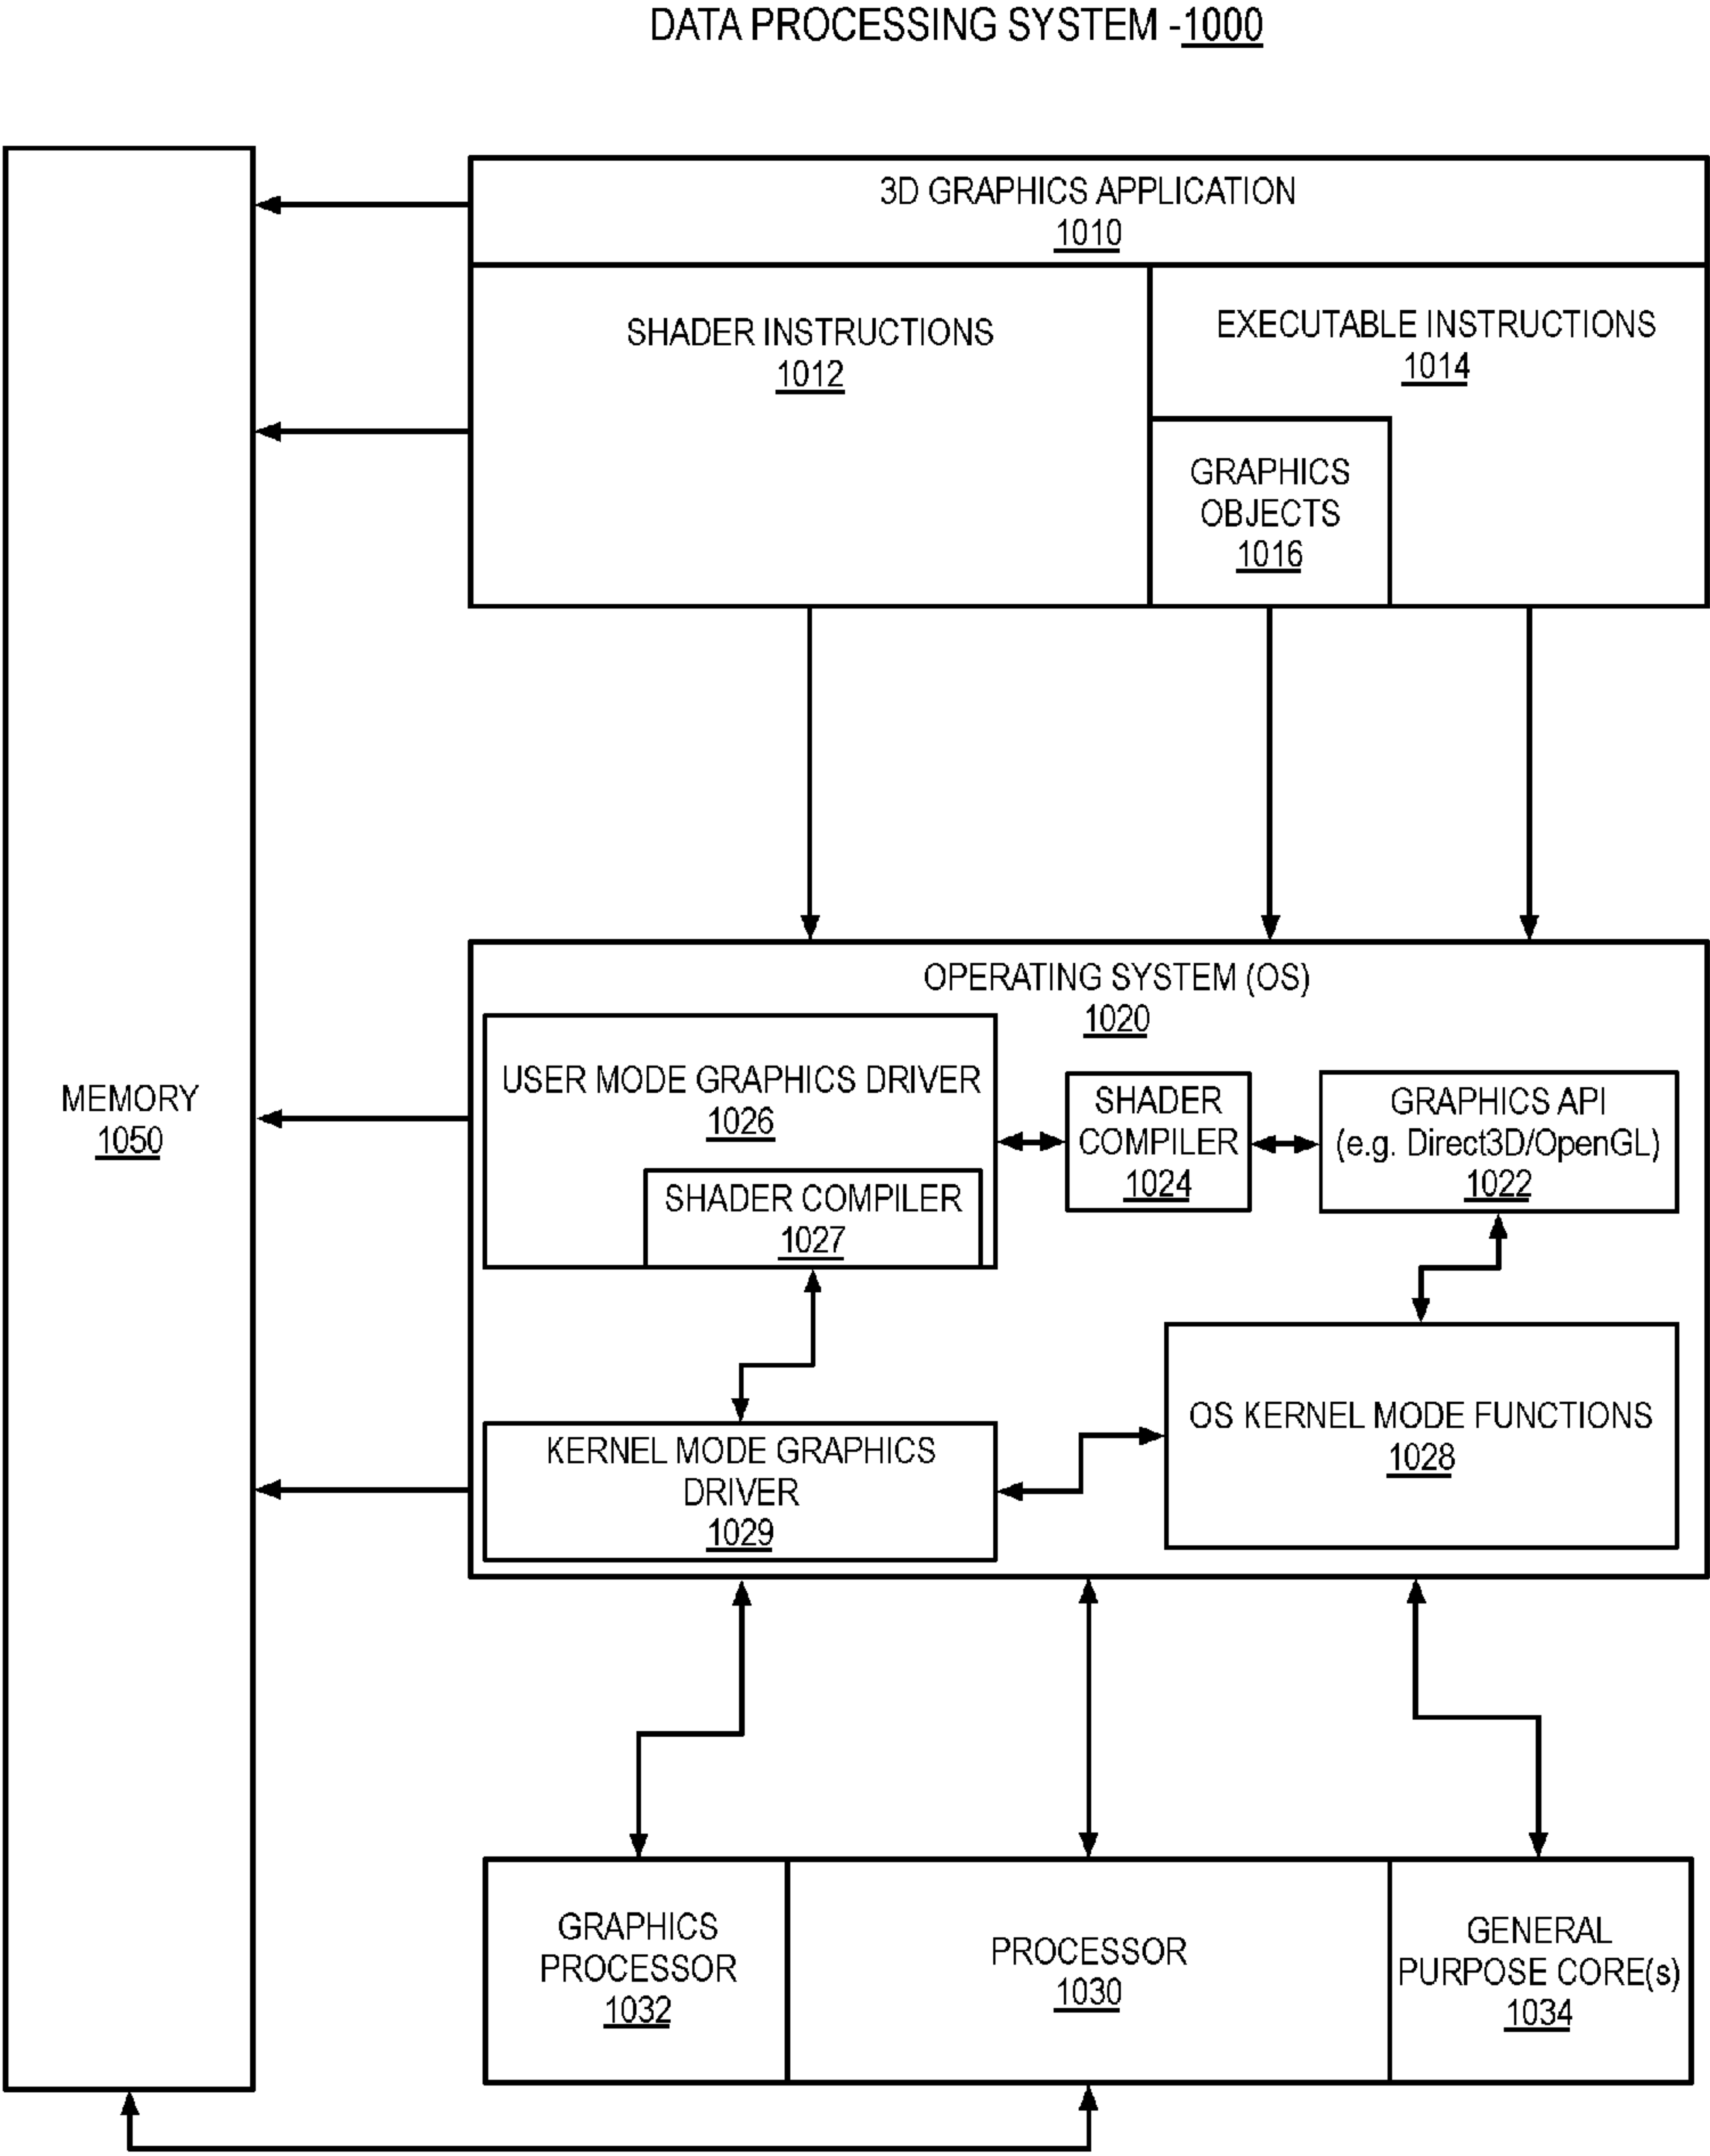 DATA PROCESSING SYSTEM -1000
3D GRAPHICS APPLICATION
1010
SHADER INSTRUCTIONS
1012
EXECUTABLE INSTRUCTIONS
1014
GRAPHICS
OBJECTS
1016
OPERATING SYSTEM (OS)
1020
USER MODE GRAPHICS DRIVER
1026
SHADER COMPILER
1027
SHADER
COMPILER
1024
GRAPHICS API
(e.g. Direct3D/OpenGL)
1022
MEMORY
1050
KERNEL MODE GRAPHICS
DRIVER
1029
OS KERNEL MODE FUNCTIONS
1028
GRAPHICS
PROCESSOR
1032
PROCESSOR
1030
GENERAL
PURPOSE CORE(s)
1034